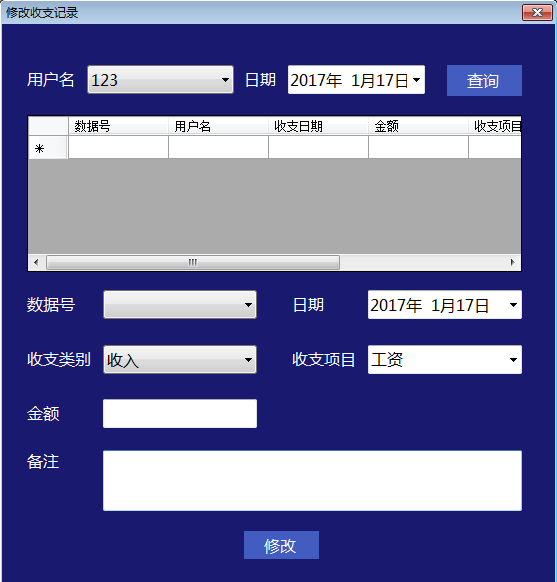 修改收支记录
用户名 123 日期 2017年 1月17日 查询
数据号 用户名 收支日期 金额 收支项目
*
数据号 日期 2017年 1月17日
收支类别 收入 收支项目 工资
金额
备注
修改